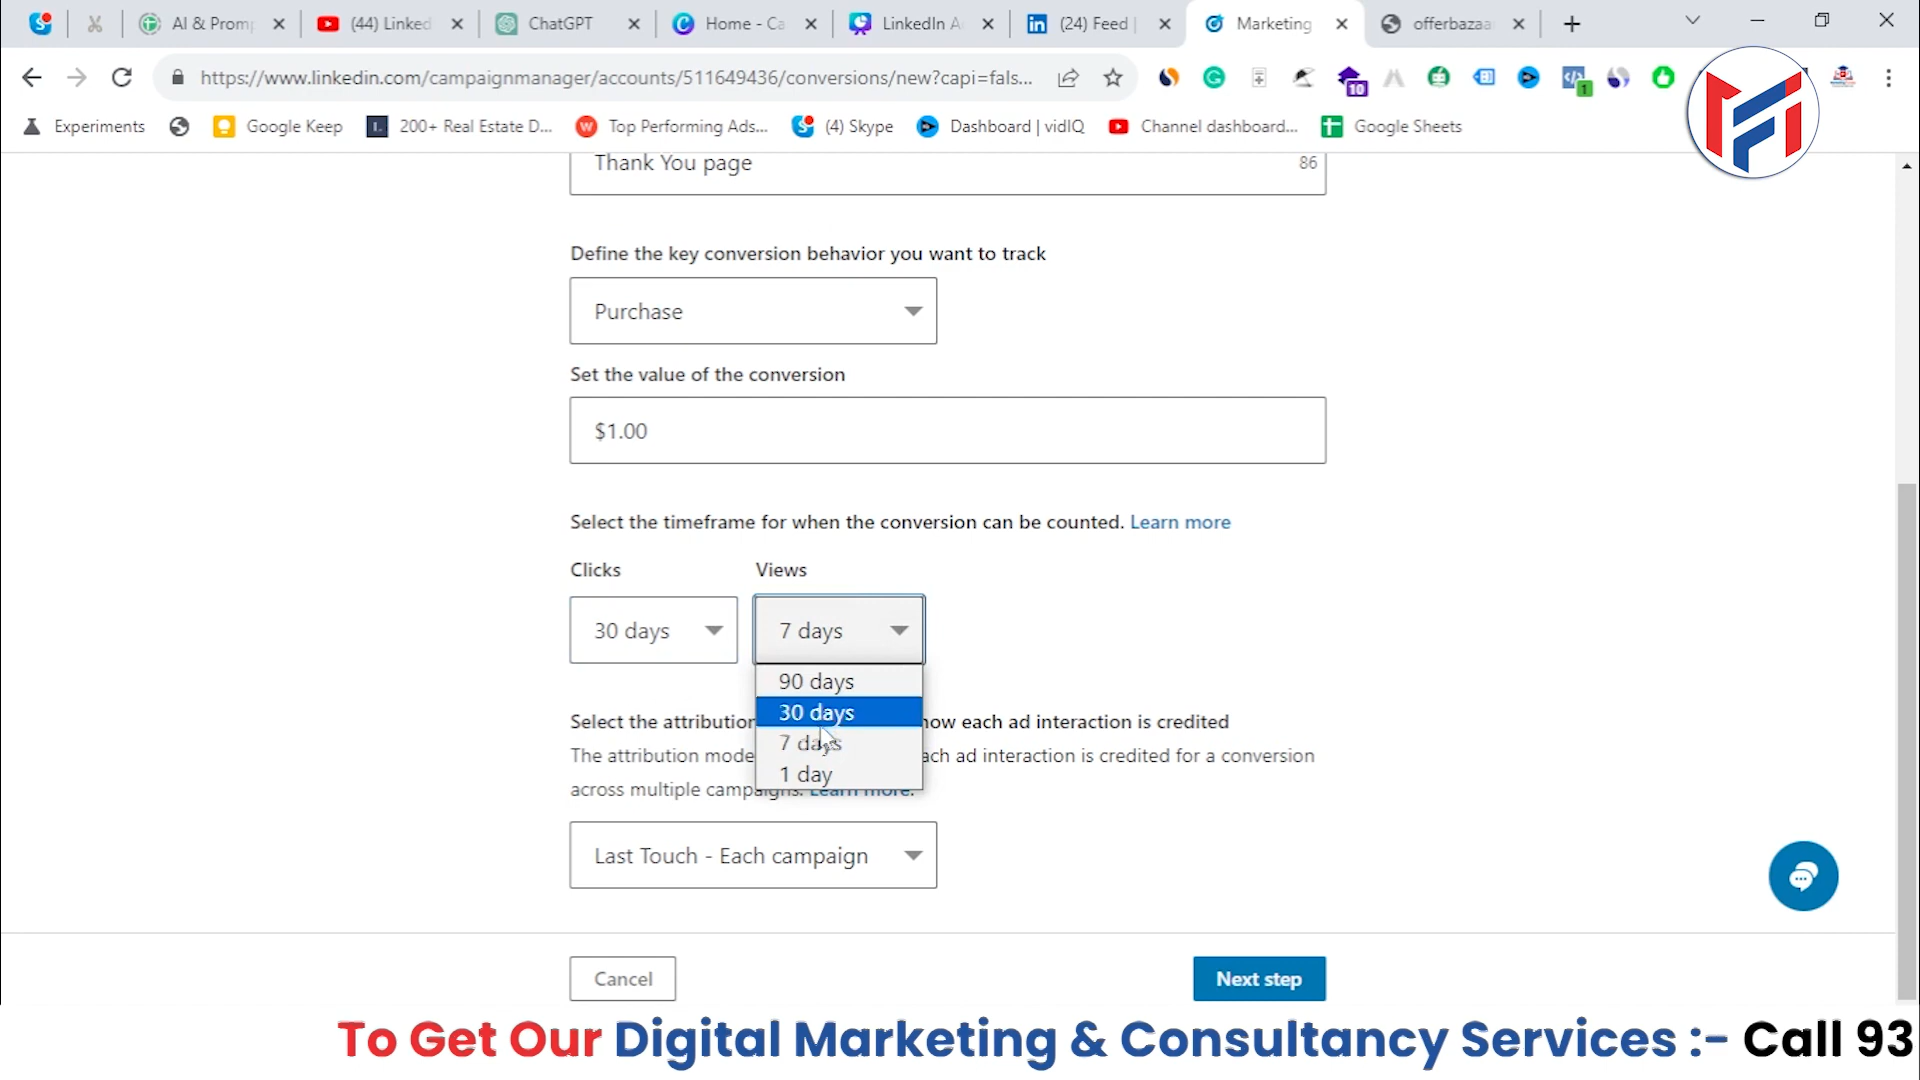 AI & Promp
(44) Linked
ChatGPT
Home - Ca
LinkedIn A
(24) Feed |
Marketing
offerbazaa
https://www.linkedin.com/campaignmanager/accounts/511649436/conversions/new?capi=fals...
10
1
Experiments
Google Keep
200+ Real Estate D...
Top Performing Ads...
(4) Skype
Dashboard | vidIQ
Channel dashboard...
Google Sheets
Thank You page
86
Define the key conversion behavior you want to track
Purchase
Set the value of the conversion
$1.00
Select the timeframe for when the conversion can be counted. Learn more
Clicks
Views
30 days
7 days
90 days
30 days
7 days
1 day
Select the attribution now each ad interaction is credited
The attribution mode ach ad interaction is credited for a conversion
across multiple campaigns. Learn more.
Last Touch - Each campaign
Cancel
Next step
To Get Our Digital Marketing & Consultancy Services :- Call 93